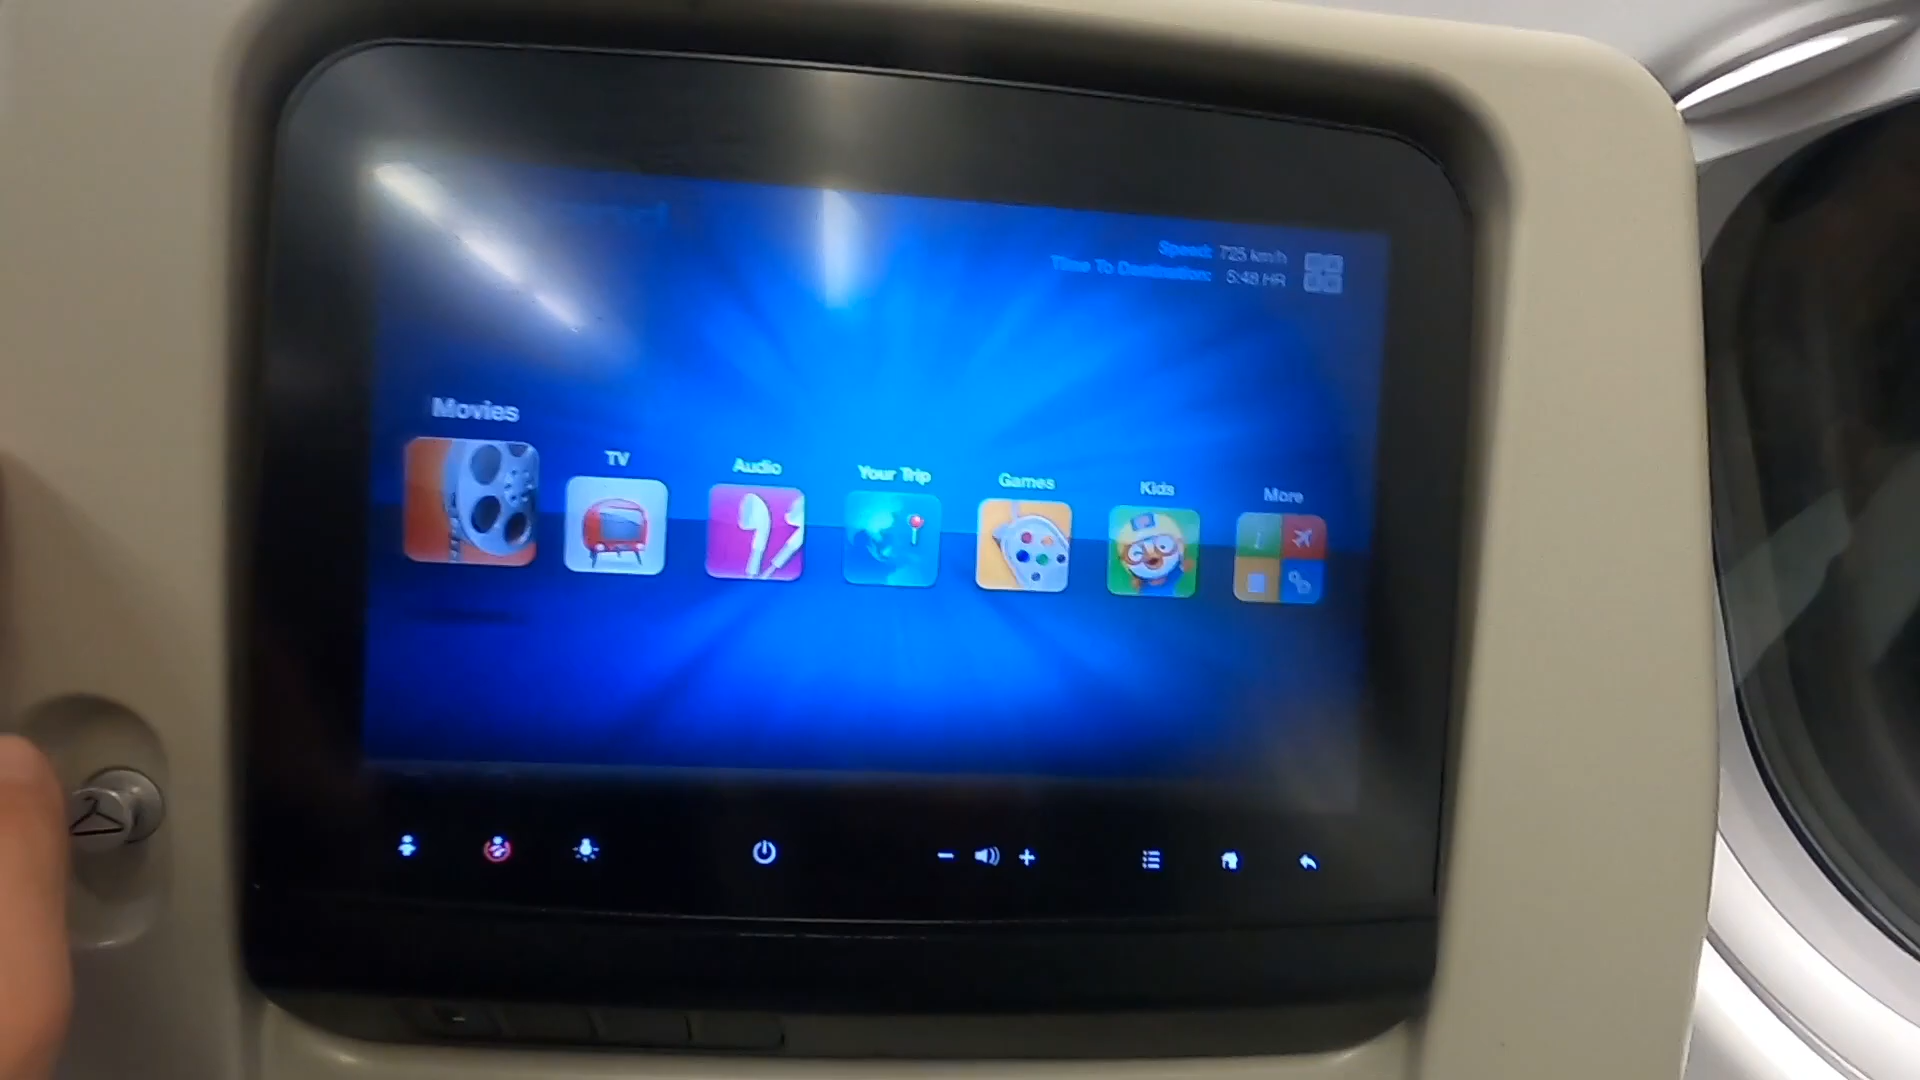 Speed: 725 km/h
Time To Destination: 5:48 HR
Movies
TV
Audio
Your Trip
Games
Kids
More